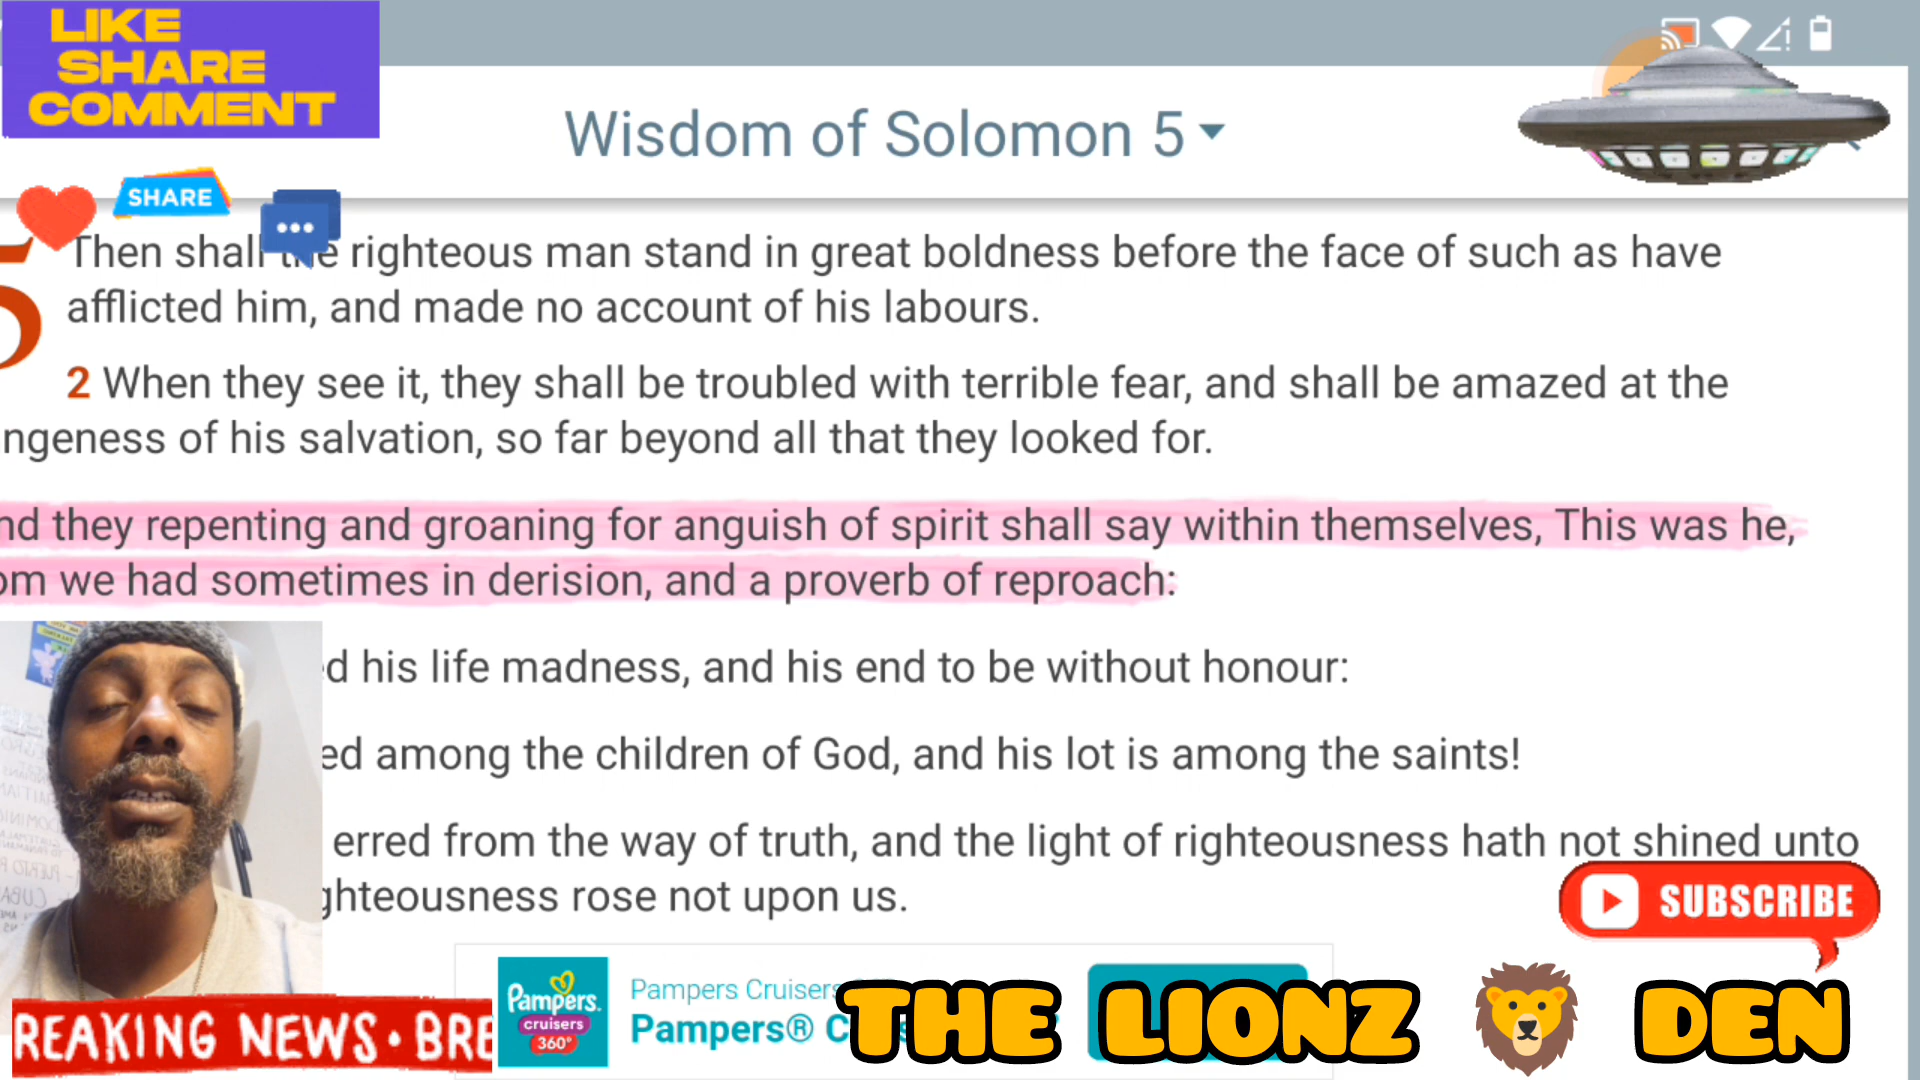 LIKE
SHARE
COMMENT
Wisdom of Solomon 5
SHARE
5 Then shall the righteous man stand in great boldness before the face of such as have
afflicted him, and made no account of his labours.
2 When they see it, they shall be troubled with terrible fear, and shall be amazed at the
ngeness of his salvation, so far beyond all that they looked for.
nd they repenting and groaning for anguish of spirit shall say within themselves, This was he,
om we had sometimes in derision, and a proverb of reproach:
d his life madness, and his end to be without honour:
ed among the children of God, and his lot is among the saints!
erred from the way of truth, and the light of righteousness hath not shined unto
ghteousness rose not upon us.
SUBSCRIBE
Pampers.
cruisers
360°
Pampers Cruisers
Pampers® C
THE LIONZ DEN
REAKING NEWS • BRE